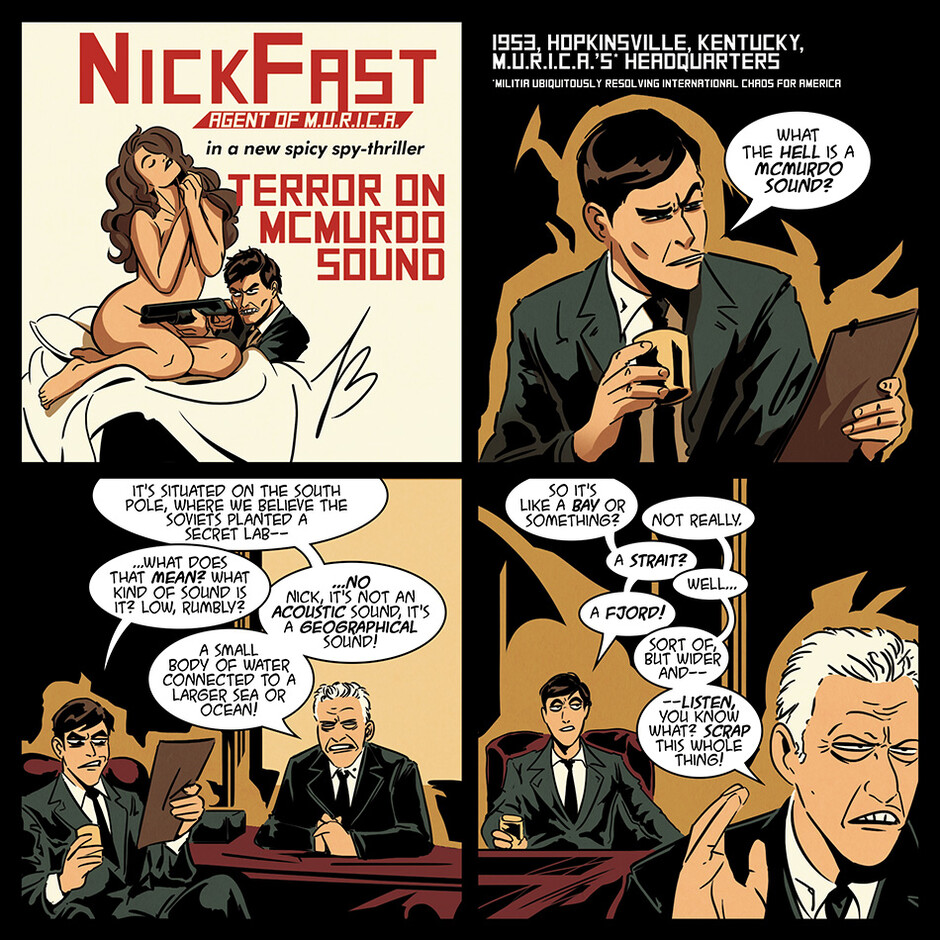 NICKFAST
AGENT OF M.U.R.I.C.A.
in a new spicy spy-thriller
TERROR ON
MCMURDO
SOUND
1953, HOPKINSVILLE, KENTUCKY,
M.U.R.I.C.A.'S* HEADQUARTERS
*MILITIA UBIQUITOUSLY RESOLVING INTERNATIONAL CHAOS FOR AMERICA
WHAT
THE HELL IS A
MCMURDO
SOUND?
IT'S SITUATED ON THE SOUTH
POLE, WHERE WE BELIEVE THE
SOVIETS PLANTED A
SECRET LAB--
...WHAT DOES
THAT MEAN? WHAT
KIND OF SOUND IS
IT? LOW, RUMBLY?
...NO
NICK, IT'S NOT AN
ACOUSTIC SOUND, IT'S
A GEOGRAPHICAL
SOUND!
A SMALL
BODY OF WATER
CONNECTED TO A
LARGER SEA OR
OCEAN!
SO IT'S
LIKE A BAY OR
SOMETHING?
NOT REALLY.
A STRAIT?
WELL...
A FJORD!
SORT OF,
BUT WIDER
AND--
--LISTEN,
YOU KNOW
WHAT? SCRAP
THIS WHOLE
THING!